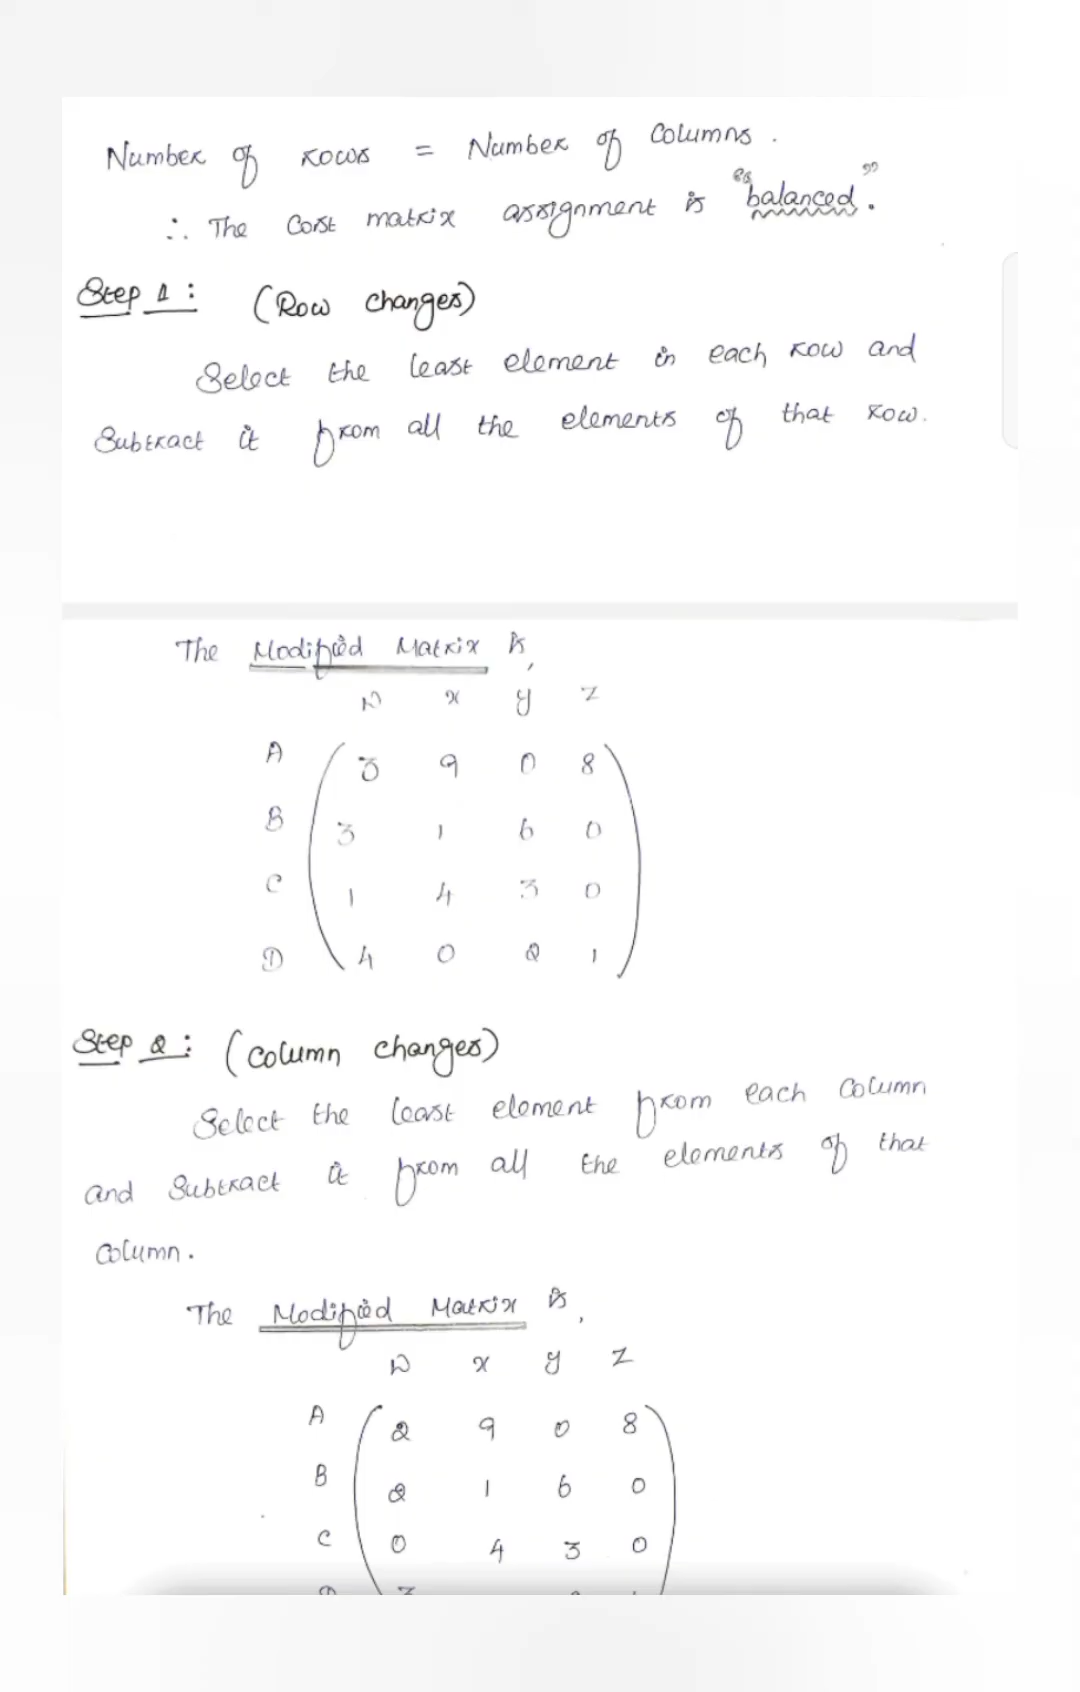 Number of rows = Number of Columns.
∴ The Cost matrix assignment is "balanced".
Step 1: (Row changes)
Select the least element in each row and
Subtract it from all the elements of that row.
The Modified Matrix is,
W x y z
A 3 9 0 8
B 3 1 6 0
C 1 4 3 0
D 4 0 2 1
Step 2: (Column changes)
Select the least element from each Column
and Subtract it from all the elements of that
Column.
The Modified Matrix is,
W x y z
A 2 9 0 8
B 2 1 6 0
C 0 4 3 0